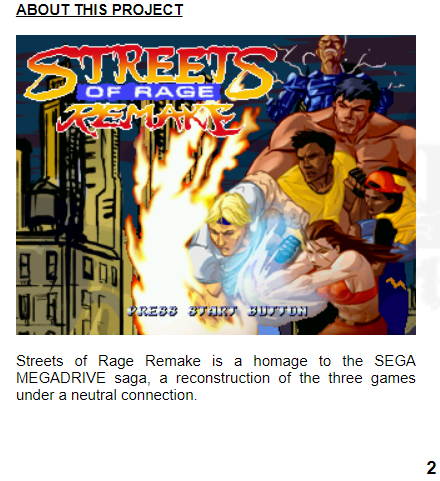 ABOUT THIS PROJECT
STREETS
OF RAGE
REMAKE
PRESS START BUTTON
Streets of Rage Remake is a homage to the SEGA
MEGADRIVE saga, a reconstruction of the three games
under a neutral connection.
2